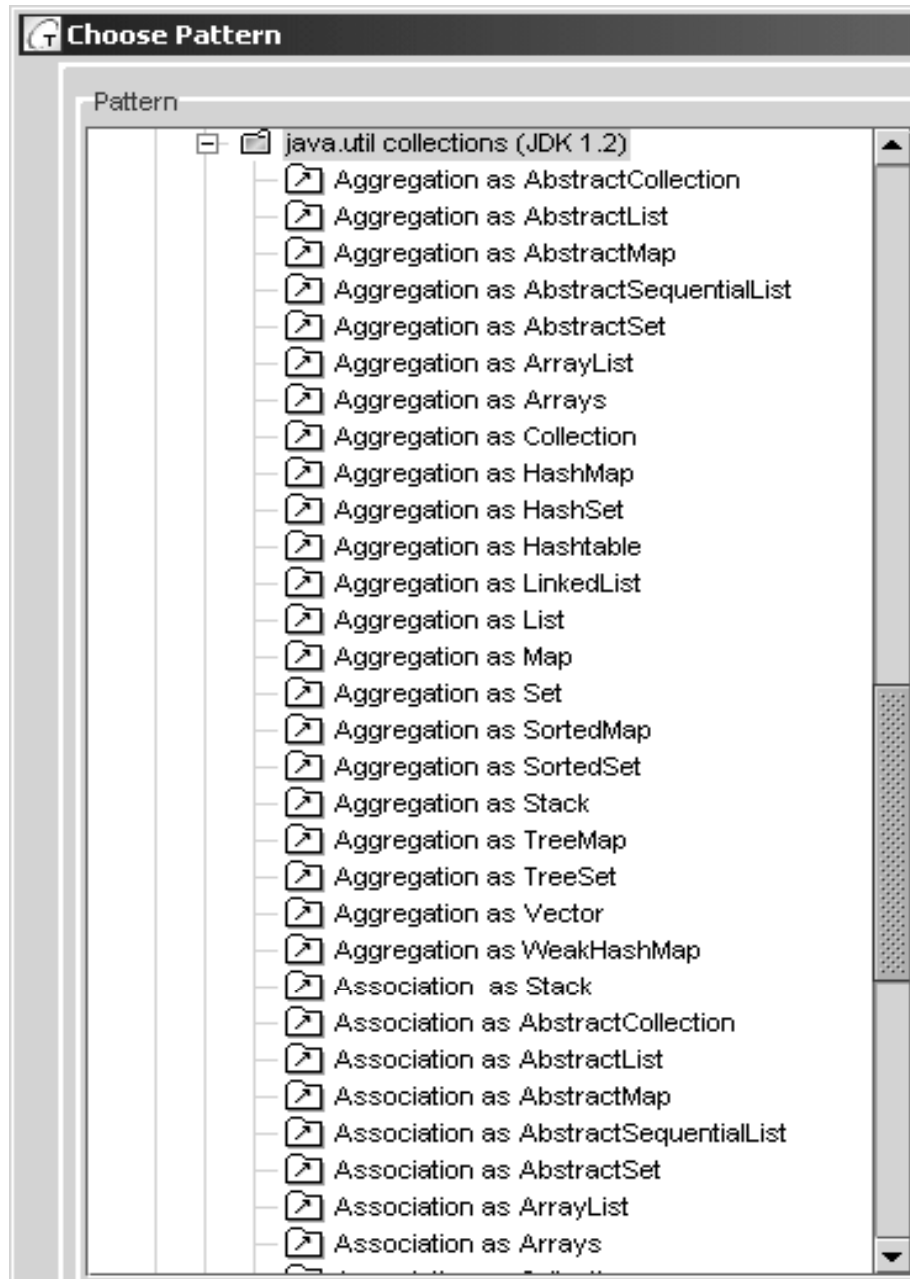 Choose Pattern
Pattern
java.util collections (JDK 1.2)
Aggregation as AbstractCollection
Aggregation as AbstractList
Aggregation as AbstractMap
Aggregation as AbstractSequentialList
Aggregation as AbstractSet
Aggregation as ArrayList
Aggregation as Arrays
Aggregation as Collection
Aggregation as HashMap
Aggregation as HashSet
Aggregation as Hashtable
Aggregation as LinkedList
Aggregation as List
Aggregation as Map
Aggregation as Set
Aggregation as SortedMap
Aggregation as SortedSet
Aggregation as Stack
Aggregation as TreeMap
Aggregation as TreeSet
Aggregation as Vector
Aggregation as WeakHashMap
Association  as Stack
Association as AbstractCollection
Association as AbstractList
Association as AbstractMap
Association as AbstractSequentialList
Association as AbstractSet
Association as ArrayList
Association as Arrays